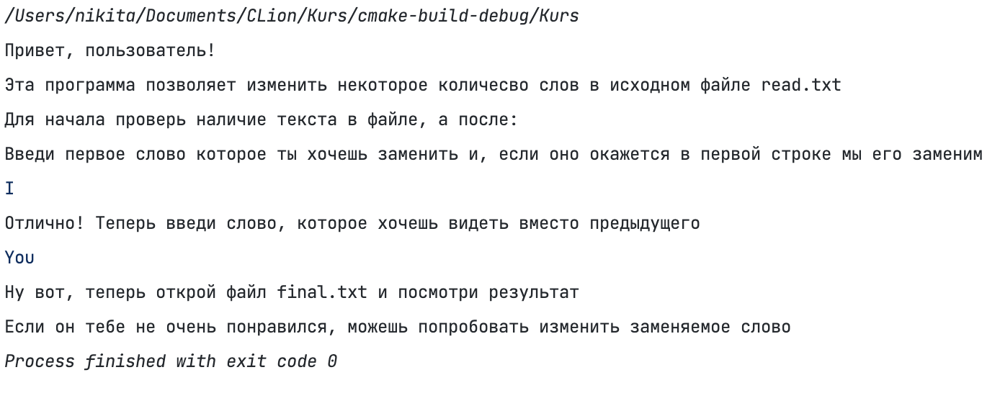 /Users/nikita/Documents/CLion/Kurs/cmake-build-debug/Kurs
Привет, пользователь!
Эта программа позволяет изменить некоторое количесво слов в исходном файле read.txt
Для начала проверь наличие текста в файле, а после:
Введи первое слово которое ты хочешь заменить и, если оно окажется в первой строке мы его заменим
I
Отлично! Теперь введи слово, которое хочешь видеть вместо предыдущего
You
Ну вот, теперь открой файл final.txt и посмотри результат
Если он тебе не очень понравился, можешь попробовать изменить заменяемое слово
Process finished with exit code 0